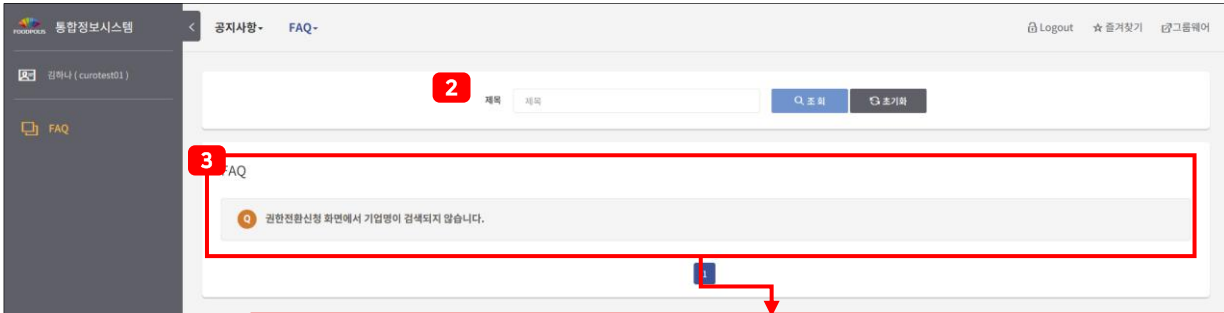 FOODPOLIS 통합정보시스템
<
공지사항
FAQ
Logout
즐겨찾기
그룹웨어
김하나 ( curotest01 )
FAQ
2
제목
제목
조회
초기화
3
FAQ
Q 권한전환신청 화면에서 기업명이 검색되지 않습니다.
1